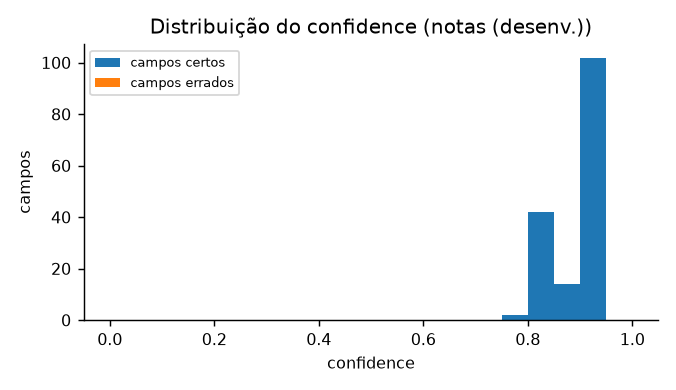 Distribuição do confidence (notas (desenv.))
campos certos
campos errados
campos
100
80
60
40
20
0
0.0 0.2 0.4 0.6 0.8 1.0
confidence